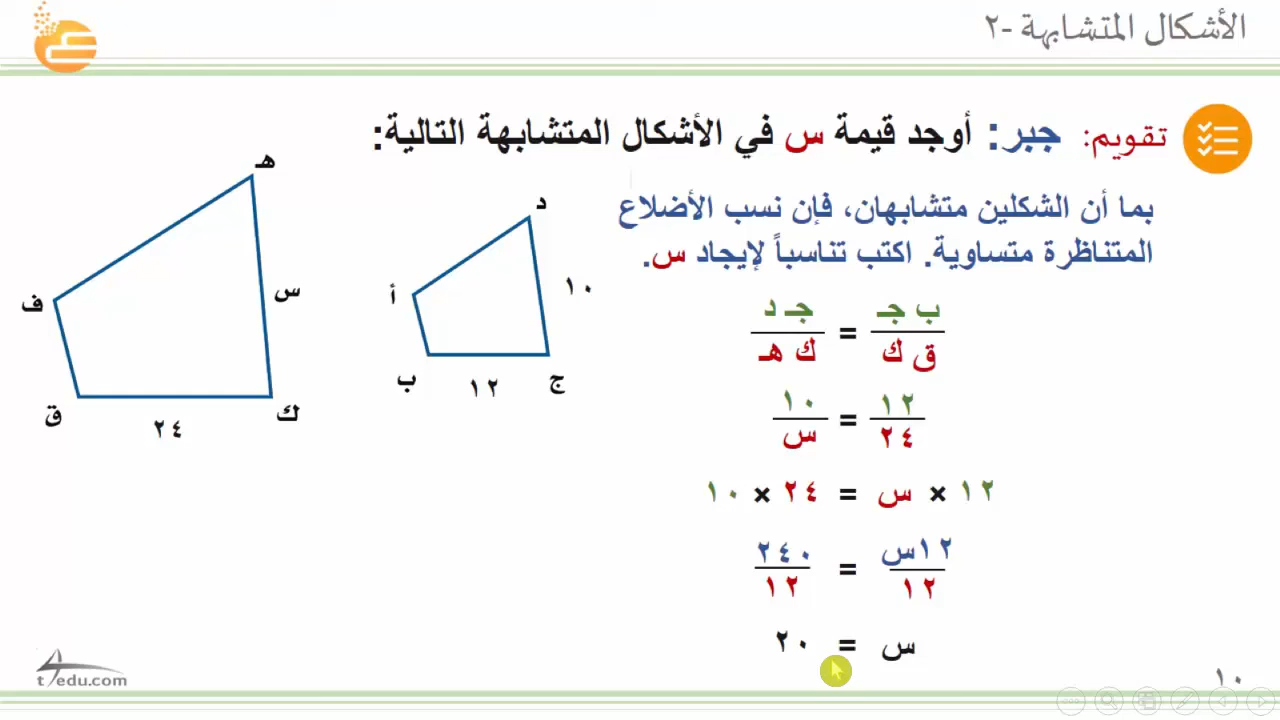 الأشكال المتشابهة -٢
تقويم: جبر: أوجد قيمة س في الأشكال المتشابهة التالية:
بما أن الشكلين متشابهان، فإن نسب الأضلاع
المتناظرة متساوية. اكتب تناسباً لإيجاد س.
ب جـ / ق ك = جـ د / ك هـ
١٢ / ٢٤ = ١٠ / س
١٢ × س = ٢٤ × ١٠
١٢س / ١٢ = ٢٤٠ / ١٢
س = ٢٠
د
أ
١٠
ب
١٢
ج
هـ
ف
س
ق
٢٤
ك
t4edu.com
١٠